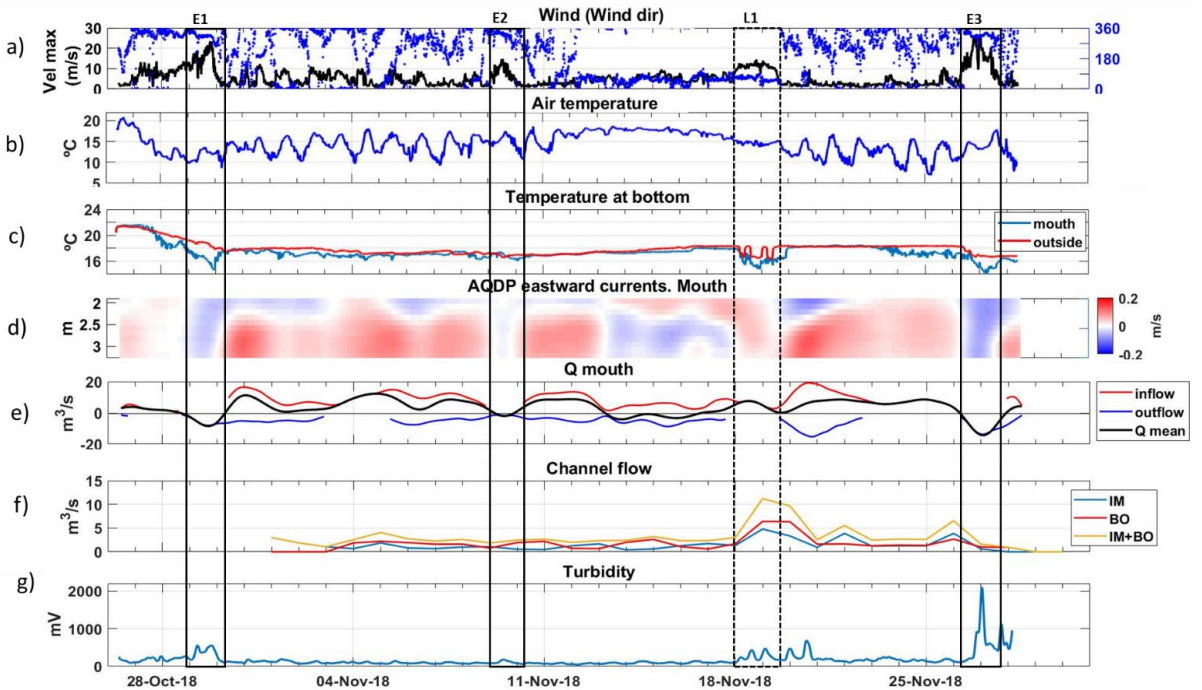 E1 E2 L1 E3
Wind (Wind dir)
a)
Vel max
(m/s)
30
20
10
0
360
180
0
Air temperature
b)
ºC
20
15
10
5
Temperature at bottom
c)
ºC
24
20
16
mouth
outside
AQDP eastward currents. Mouth
d)
m
2
2.5
3
0.2
0
-0.2
m/s
Q mouth
e)
m³/s
20
0
-20
inflow
outflow
Q mean
Channel flow
f)
m³/s
15
10
5
0
IM
BO
IM+BO
Turbidity
g)
mV
2000
1000
0
28-Oct-18 04-Nov-18 11-Nov-18 18-Nov-18 25-Nov-18